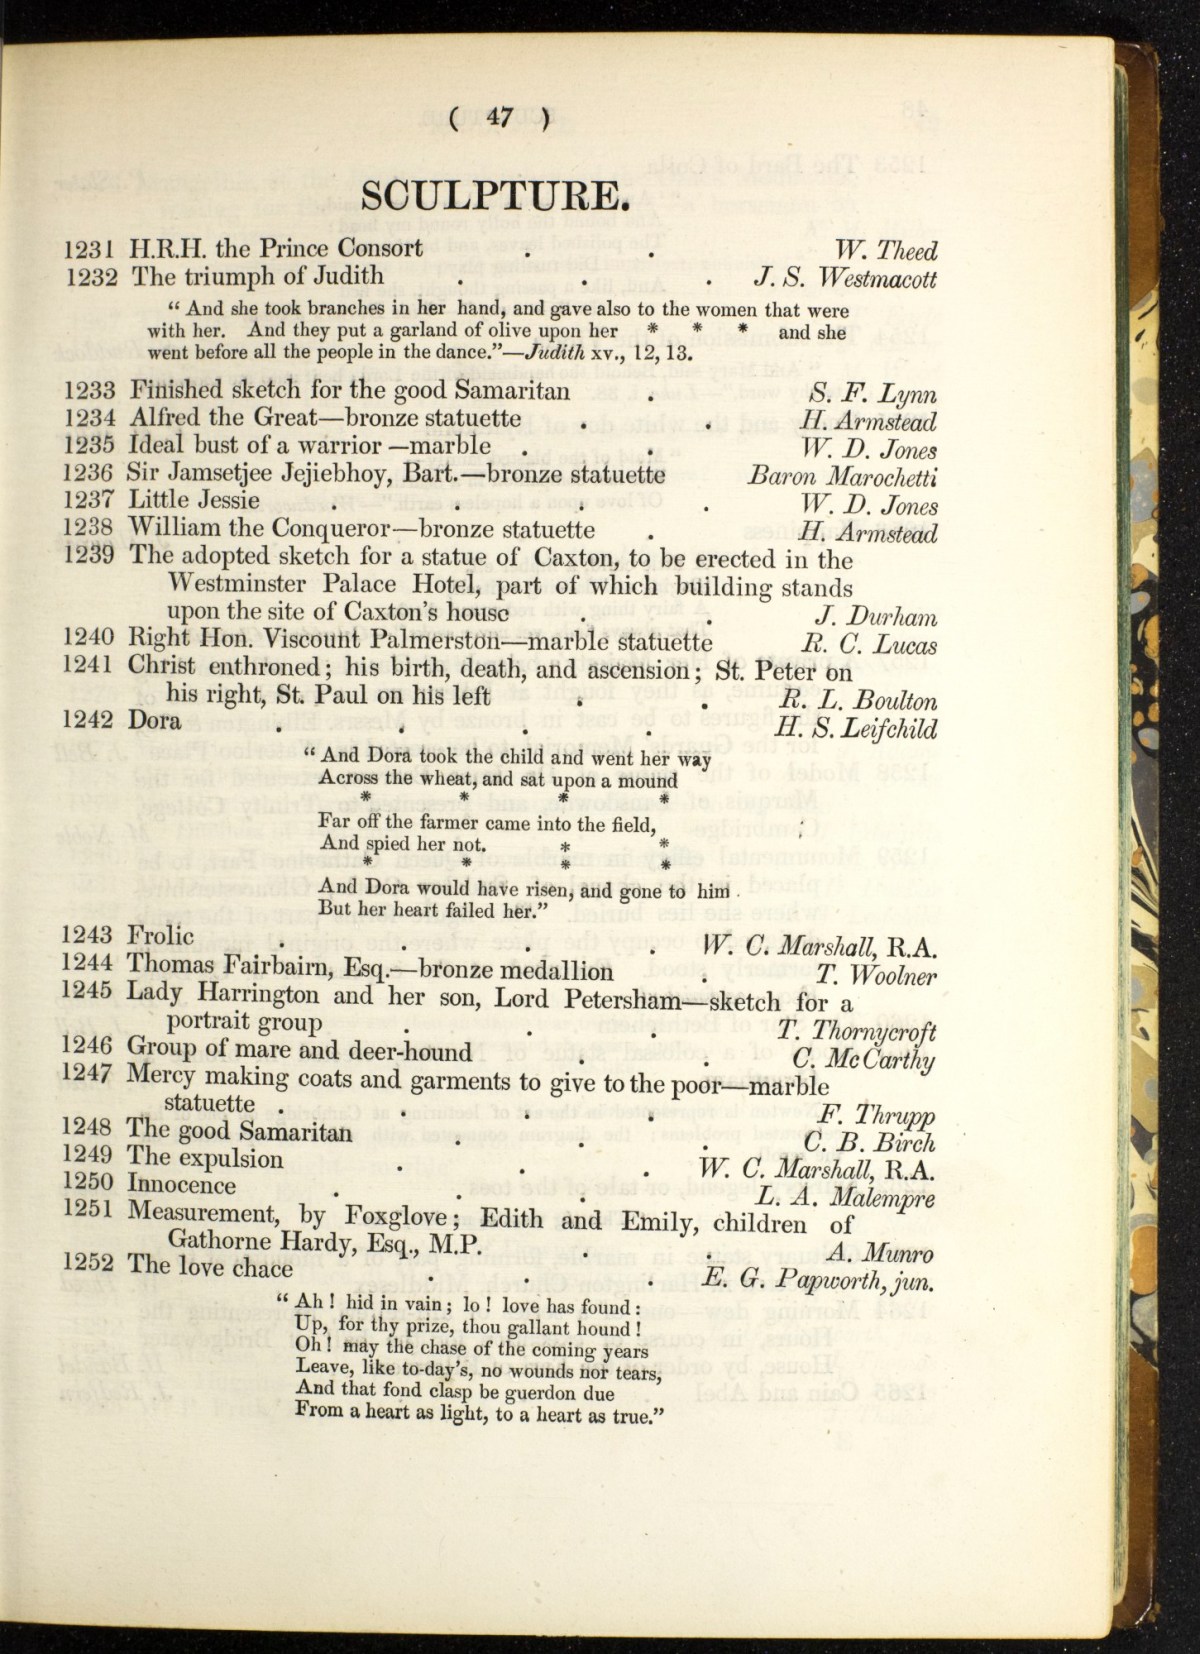 ( 47 )
SCULPTURE.
1231 H.R.H. the Prince Consort . . W. Theed
1232 The triumph of Judith . . . J. S. Westmacott
“ And she took branches in her hand, and gave also to the women that were
with her. And they put a garland of olive upon her * * * and she
went before all the people in the dance.”—Judith xv., 12, 13.
1233 Finished sketch for the good Samaritan . S. F. Lynn
1234 Alfred the Great—bronze statuette . . H. Armstead
1235 Ideal bust of a warrior—marble . . W. D. Jones
1236 Sir Jamsetjee Jejiebhoy, Bart.—bronze statuette Baron Marochetti
1237 Little Jessie . . . . W. D. Jones
1238 William the Conqueror—bronze statuette . H. Armstead
1239 The adopted sketch for a statue of Caxton, to be erected in the
Westminster Palace Hotel, part of which building stands
upon the site of Caxton’s house . . J. Durham
1240 Right Hon. Viscount Palmerston—marble statuette R. C. Lucas
1241 Christ enthroned; his birth, death, and ascension; St. Peter on
his right, St. Paul on his left . . R. L. Boulton
1242 Dora . . . . H. S. Leifchild
“ And Dora took the child and went her way
Across the wheat, and sat upon a mound
* * * *
Far off the farmer came into the field,
And spied her not. * *
* * * *
And Dora would have risen, and gone to him .
But her heart failed her.”
1243 Frolic . . . . W. C. Marshall, R.A.
1244 Thomas Fairbairn, Esq.—bronze medallion . T. Woolner
1245 Lady Harrington and her son, Lord Petersham—sketch for a
portrait group . . . T. Thornycroft
1246 Group of mare and deer-hound . . C. McCarthy
1247 Mercy making coats and garments to give to the poor—marble
statuette . . . . F. Thrupp
1248 The good Samaritan . . . C. B. Birch
1249 The expulsion . . . W. C. Marshall, R.A.
1250 Innocence . . . L. A. Malempre
1251 Measurement, by Foxglove; Edith and Emily, children of
Gathorne Hardy, Esq., M.P. . . A. Munro
1252 The love chace . . . E. G. Papworth, jun.
“ Ah ! hid in vain; lo ! love has found :
Up, for thy prize, thou gallant hound !
Oh ! may the chase of the coming years
Leave, like to-day’s, no wounds nor tears,
And that fond clasp be guerdon due
From a heart as light, to a heart as true.”